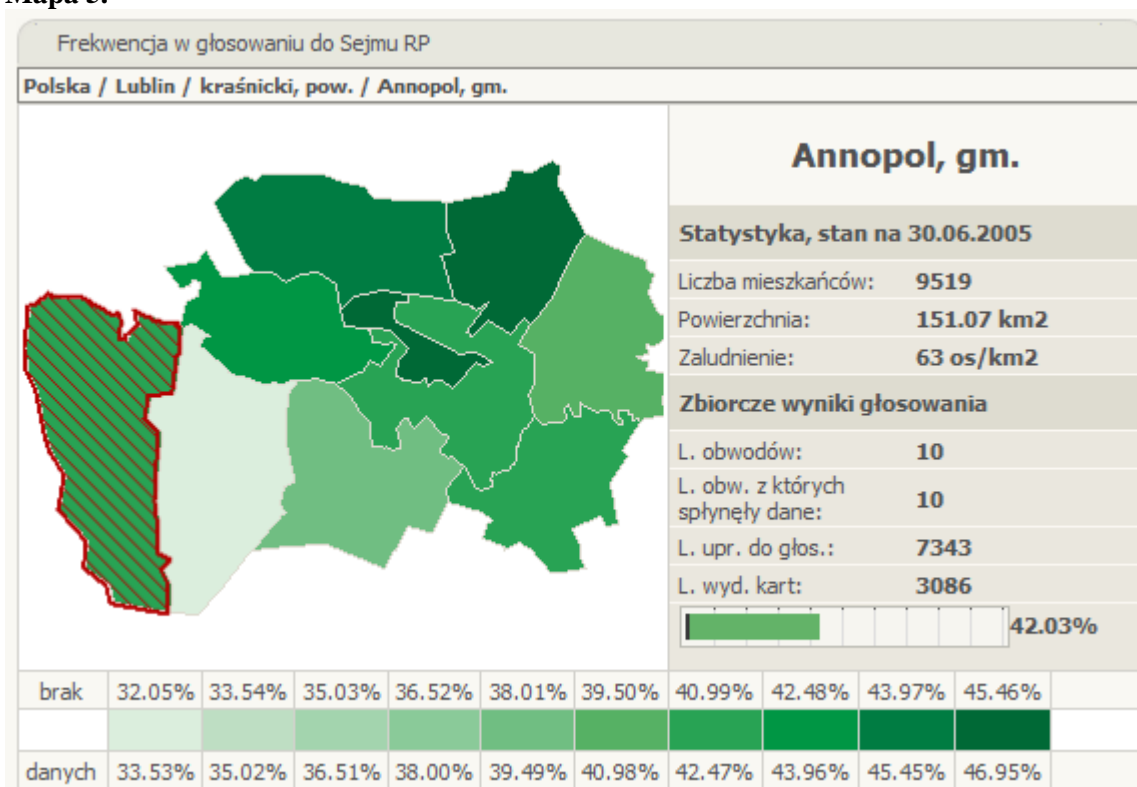 Mapa 5.
Frekwencja w głosowaniu do Sejmu RP
Polska / Lublin / kraśnicki, pow. / Annopol, gm.
Annopol, gm.
Statystyka, stan na 30.06.2005
Liczba mieszkańców: 9519
Powierzchnia: 151.07 km2
Zaludnienie: 63 os/km2
Zbiorcze wyniki głosowania
L. obwodów: 10
L. obw. z których
spłynęły dane: 10
L. upr. do głos.: 7343
L. wyd. kart: 3086
42.03%
brak 32.05% 33.54% 35.03% 36.52% 38.01% 39.50% 40.99% 42.48% 43.97% 45.46%
danych 33.53% 35.02% 36.51% 38.00% 39.49% 40.98% 42.47% 43.96% 45.45% 46.95%